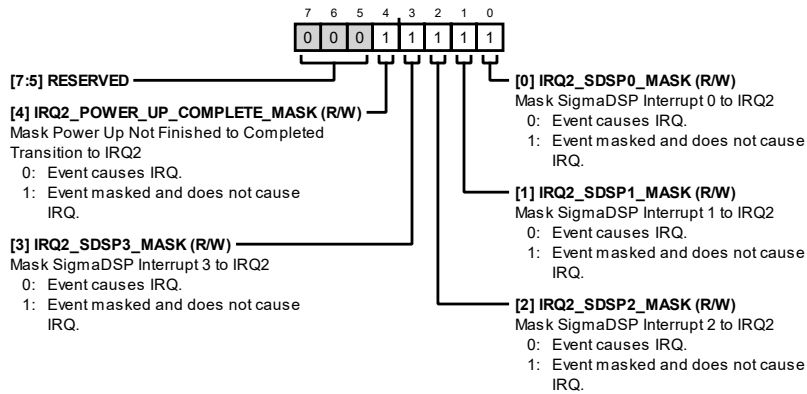 7 6 5 4 3 2 1 0
0 0 0 1 1 1 1 1
[7:5] RESERVED
[4] IRQ2_POWER_UP_COMPLETE_MASK (R/W)
Mask Power Up Not Finished to Completed
Transition to IRQ2
0: Event causes IRQ.
1: Event masked and does not cause
IRQ.
[3] IRQ2_SDSP3_MASK (R/W)
Mask SigmaDSP Interrupt 3 to IRQ2
0: Event causes IRQ.
1: Event masked and does not cause
IRQ.
[0] IRQ2_SDSP0_MASK (R/W)
Mask SigmaDSP Interrupt 0 to IRQ2
0: Event causes IRQ.
1: Event masked and does not cause
IRQ.
[1] IRQ2_SDSP1_MASK (R/W)
Mask SigmaDSP Interrupt 1 to IRQ2
0: Event causes IRQ.
1: Event masked and does not cause
IRQ.
[2] IRQ2_SDSP2_MASK (R/W)
Mask SigmaDSP Interrupt 2 to IRQ2
0: Event causes IRQ.
1: Event masked and does not cause
IRQ.